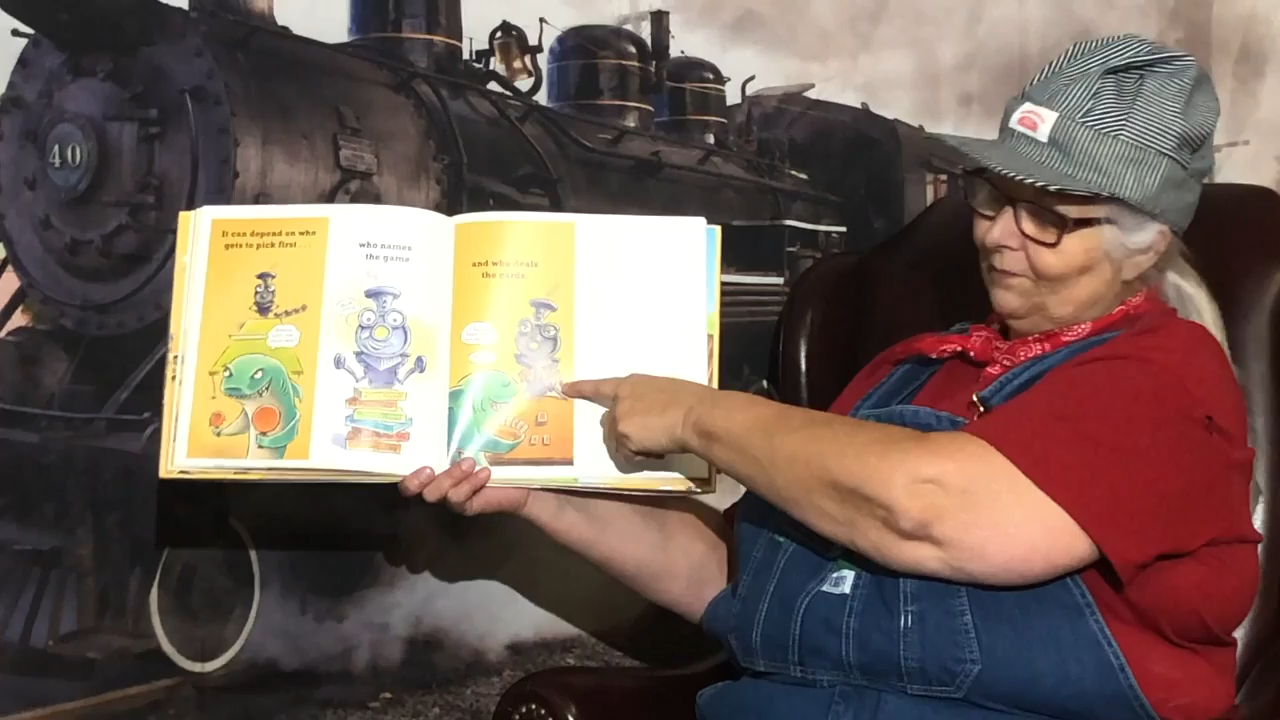 40
It can depend on who
gets to pick first . . .
who names
the game
and who deals
the cards.